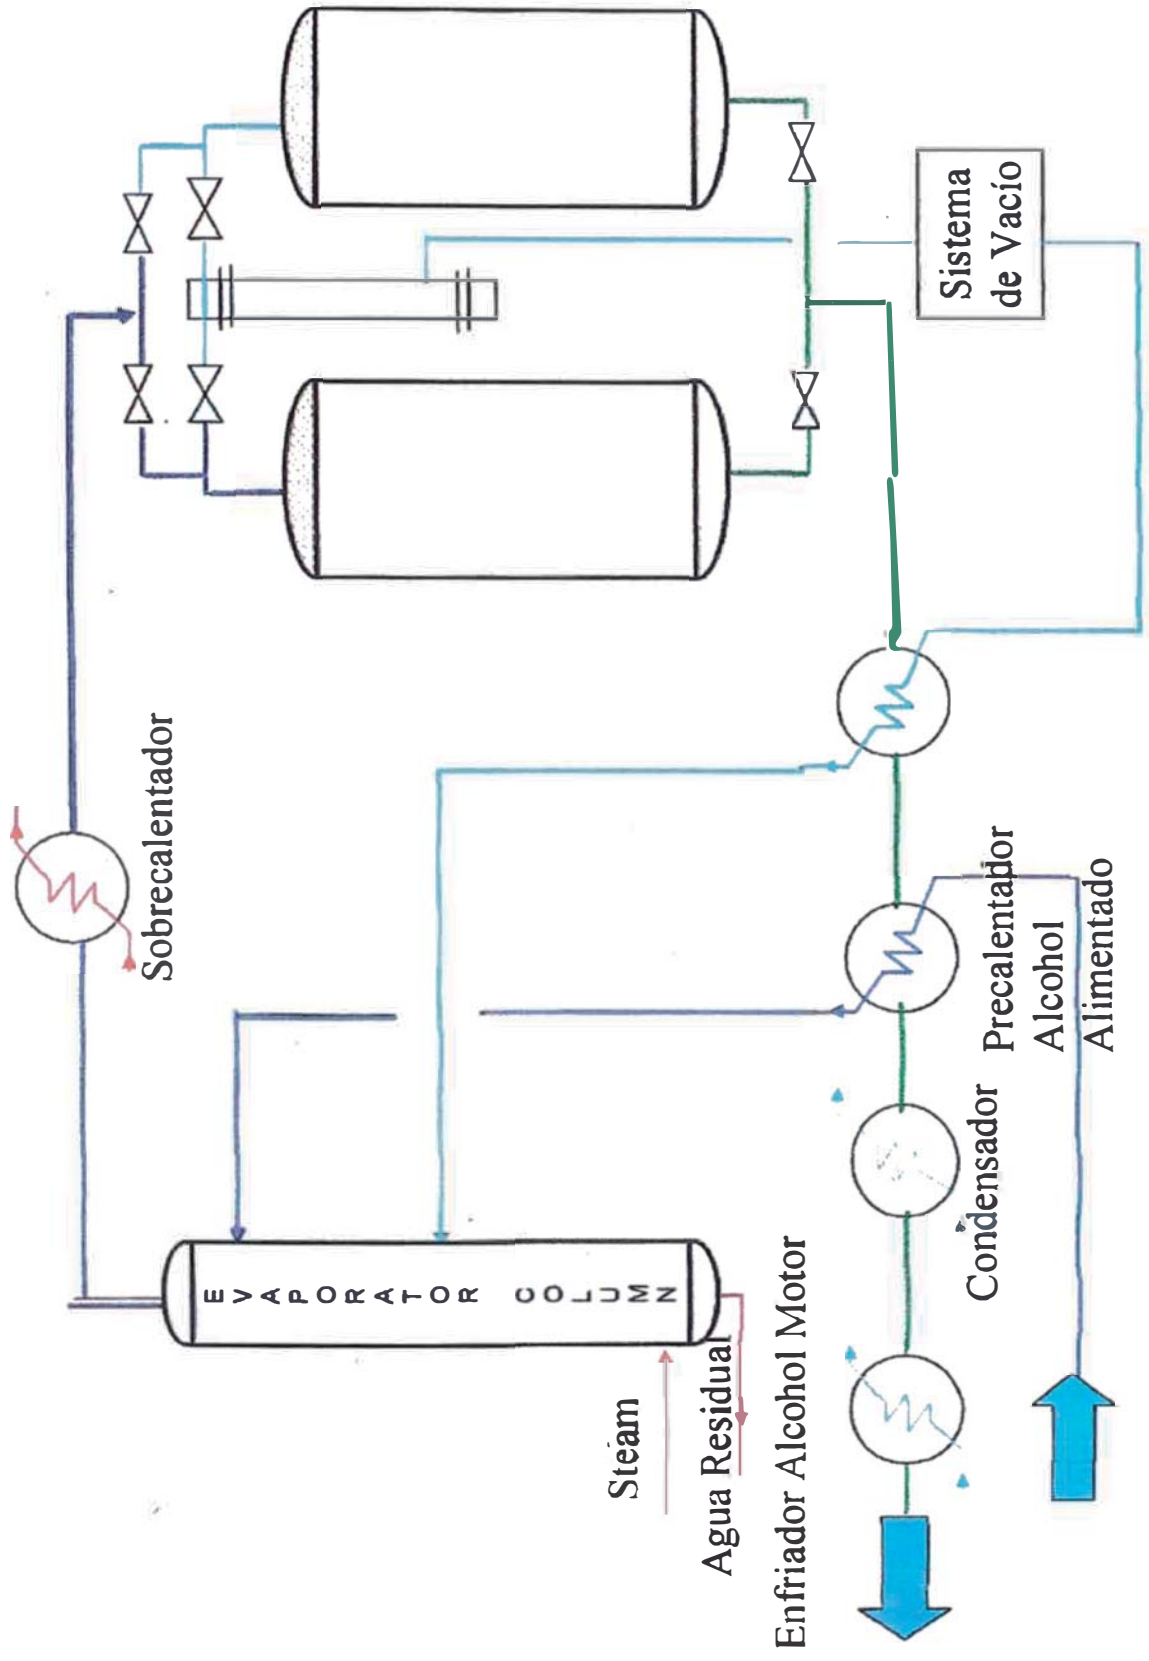 Sobrecalentador
EVAPORATOR COLUMN
Steam
Agua Residual
Enfriador Alcohol Motor
Condensador
Precalentador
Alcohol
Alimentado
Sistema
de Vacío